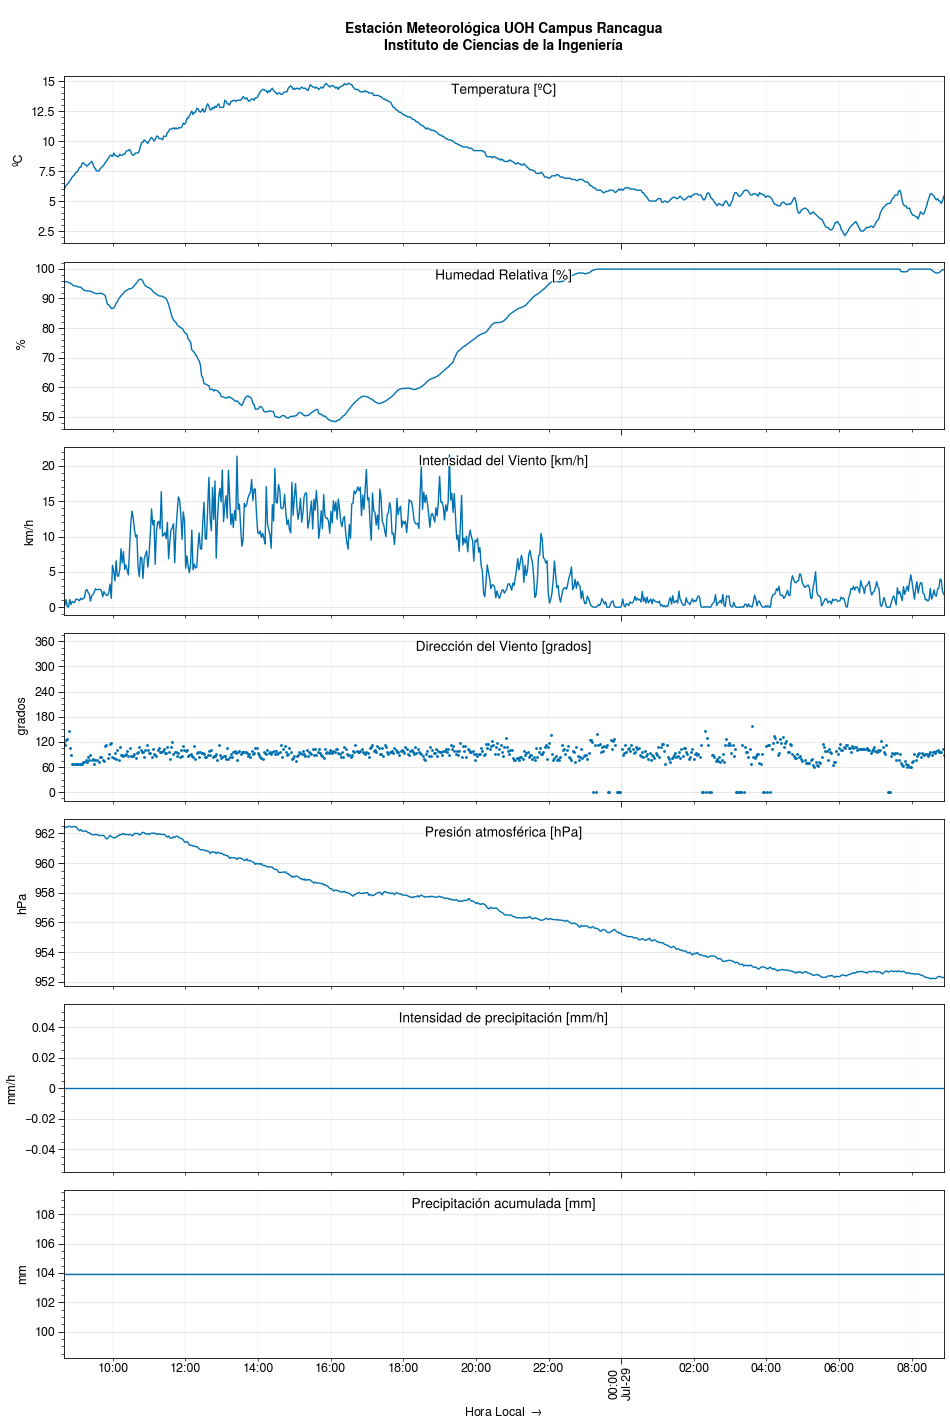 Estación Meteorológica UOH Campus Rancagua
Instituto de Ciencias de la Ingeniería
Temperatura [ºC]
ºC
15
12.5
10
7.5
5
2.5
Humedad Relativa [%]
%
100
90
80
70
60
50
Intensidad del Viento [km/h]
km/h
20
15
10
5
0
Dirección del Viento [grados]
grados
360
300
240
180
120
60
0
Presión atmosférica [hPa]
hPa
962
960
958
956
954
952
Intensidad de precipitación [mm/h]
mm/h
0.04
0.02
0
−0.02
−0.04
Precipitación acumulada [mm]
mm
108
106
104
102
100
10:00 12:00 14:00 16:00 18:00 20:00 22:00 00:00 02:00 04:00 06:00 08:00
Jul-29
Hora Local →